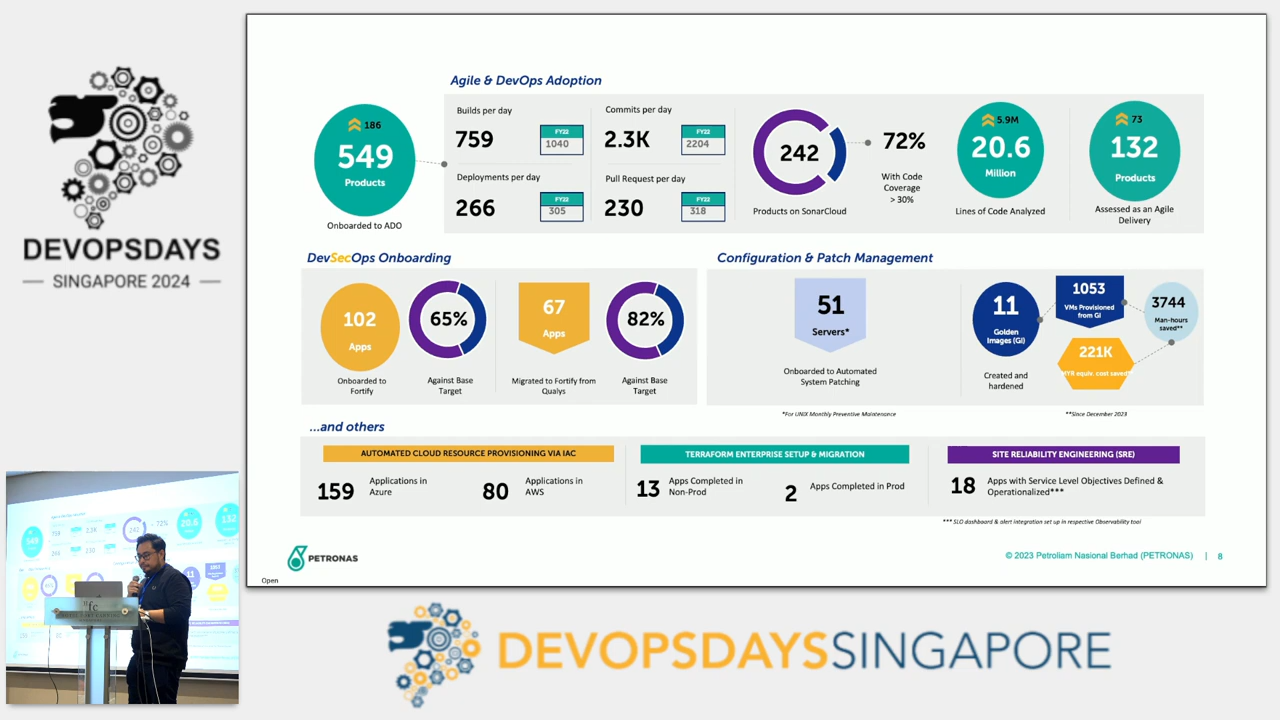 DEVOPSDAYS
SINGAPORE 2024
Agile & DevOps Adoption
186
549
Products
Onboarded to ADO
Builds per day
759
FY22
1040
Commits per day
2.3K
FY22
2204
Deployments per day
266
FY22
305
Pull Request per day
230
FY22
318
242
Products on SonarCloud
72%
With Code
Coverage
> 30%
5.9M
20.6
Million
Lines of Code Analyzed
73
132
Products
Assessed as an Agile
Delivery
DevSecOps Onboarding
102
Apps
Onboarded to
Fortify
65%
Against Base
Target
67
Apps
Migrated to Fortify from
Qualys
82%
Against Base
Target
Configuration & Patch Management
51
Servers*
Onboarded to Automated
System Patching
*For UNIX Monthly Preventive Maintenance
11
Golden
Images (GI)
Created and
hardened
1053
VMs Provisioned
from GI
3744
Man-hours
saved**
221K
MYR equiv. cost saved*
**Since December 2023
...and others
AUTOMATED CLOUD RESOURCE PROVISIONING VIA IAC
159
Applications in
Azure
80
Applications in
AWS
TERRAFORM ENTERPRISE SETUP & MIGRATION
13
Apps Completed in
Non-Prod
2
Apps Completed in Prod
SITE RELIABILITY ENGINEERING (SRE)
18
Apps with Service Level Objectives Defined &
Operationalized***
*** SLO dashboard & alert integration set up in respective Observability tool
PETRONAS
© 2023 Petroliam Nasional Berhad (PETRONAS) | 8
Open
DEVOPSDAYSSINGAPORE